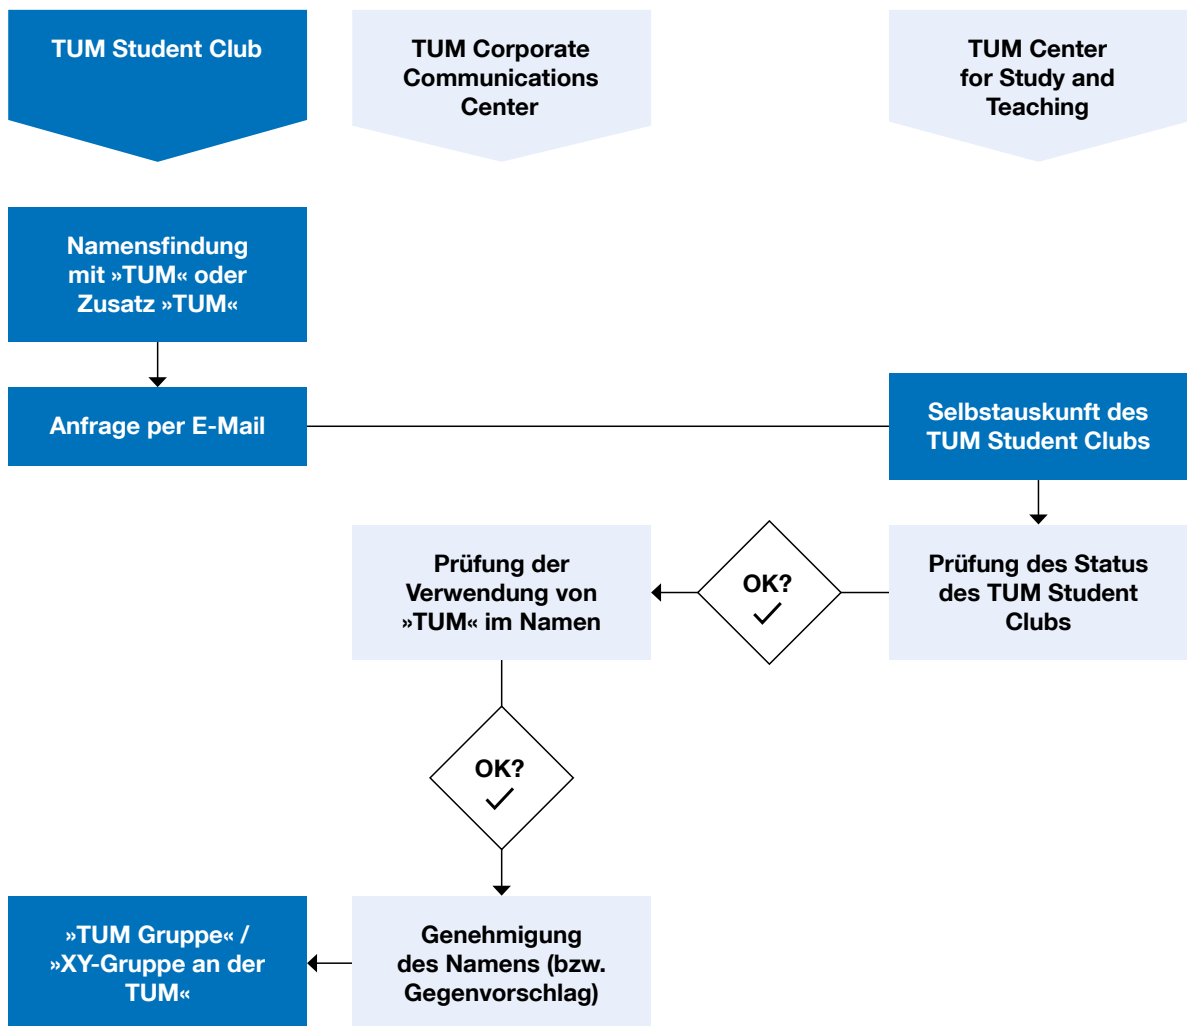 TUM Student Club
TUM Corporate
Communications
Center
TUM Center
for Study and
Teaching
Namensfindung
mit »TUM« oder
Zusatz »TUM«
Anfrage per E-Mail
Selbstauskunft des
TUM Student Clubs
Prüfung der
Verwendung von
»TUM« im Namen
OK?
Prüfung des Status
des TUM Student
Clubs
OK?
»TUM Gruppe« /
»XY-Gruppe an der
TUM«
Genehmigung
des Namens (bzw.
Gegenvorschlag)